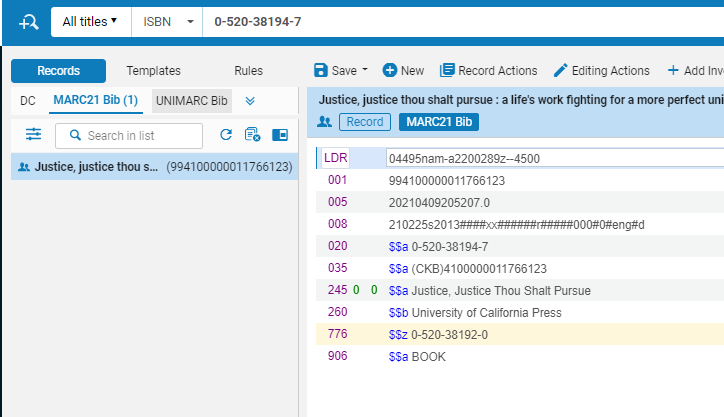 All titles ISBN 0-520-38194-7
Records Templates Rules Save New Record Actions Editing Actions Add Inv
DC MARC21 Bib (1) UNIMARC Bib
Search in list
Justice, justice thou s... (994100000011766123)
Justice, justice thou shalt pursue : a life's work fighting for a more perfect uni
Record MARC21 Bib
LDR 04495nam-a2200289z--4500
001 994100000011766123
005 20210409205207.0
008 210225s2013####xx######r#####000#0#eng#d
020 $$a 0-520-38194-7
035 $$a (CKB)4100000011766123
245 0 0 $$a Justice, Justice Thou Shalt Pursue
260 $$b University of California Press
776 $$z 0-520-38192-0
906 $$a BOOK